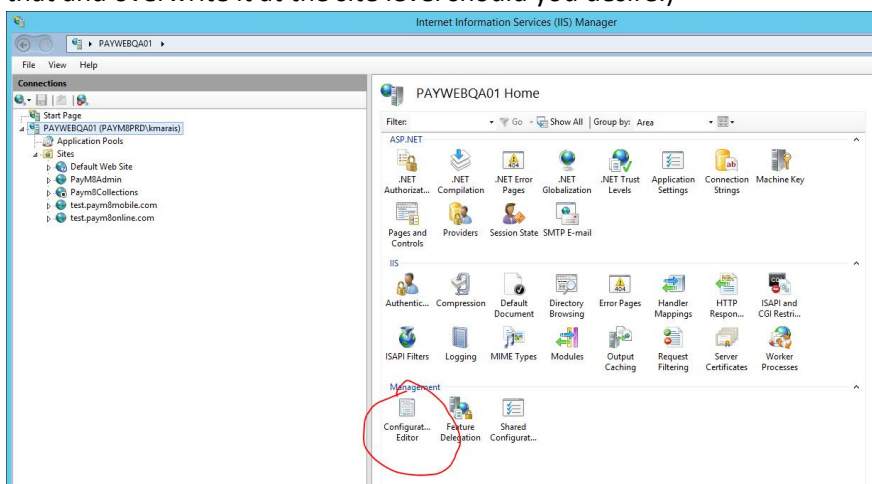 that and overwrite it at the site level should you desire)
Internet Information Services (IIS) Manager
PAYWEBQA01
File View Help
Connections
Start Page
PAYWEBQA01 (PAYM8PRD\kmarais)
Application Pools
Sites
Default Web Site
PayM8Admin
Paym8Collections
test.paym8mobile.com
test.paym8online.com
PAYWEBQA01 Home
Filter: Go Show All Group by: Area
ASP.NET
.NET Authorizat...
.NET Compilation
.NET Error Pages
.NET Globalization
.NET Trust Levels
Application Settings
Connection Strings
Machine Key
Pages and Controls
Providers
Session State
SMTP E-mail
IIS
Authentic...
Compression
Default Document
Directory Browsing
Error Pages
Handler Mappings
HTTP Respon...
ISAPI and CGI Restri...
ISAPI Filters
Logging
MIME Types
Modules
Output Caching
Request Filtering
Server Certificates
Worker Processes
Management
Configurat... Editor
Feature Delegation
Shared Configurat...